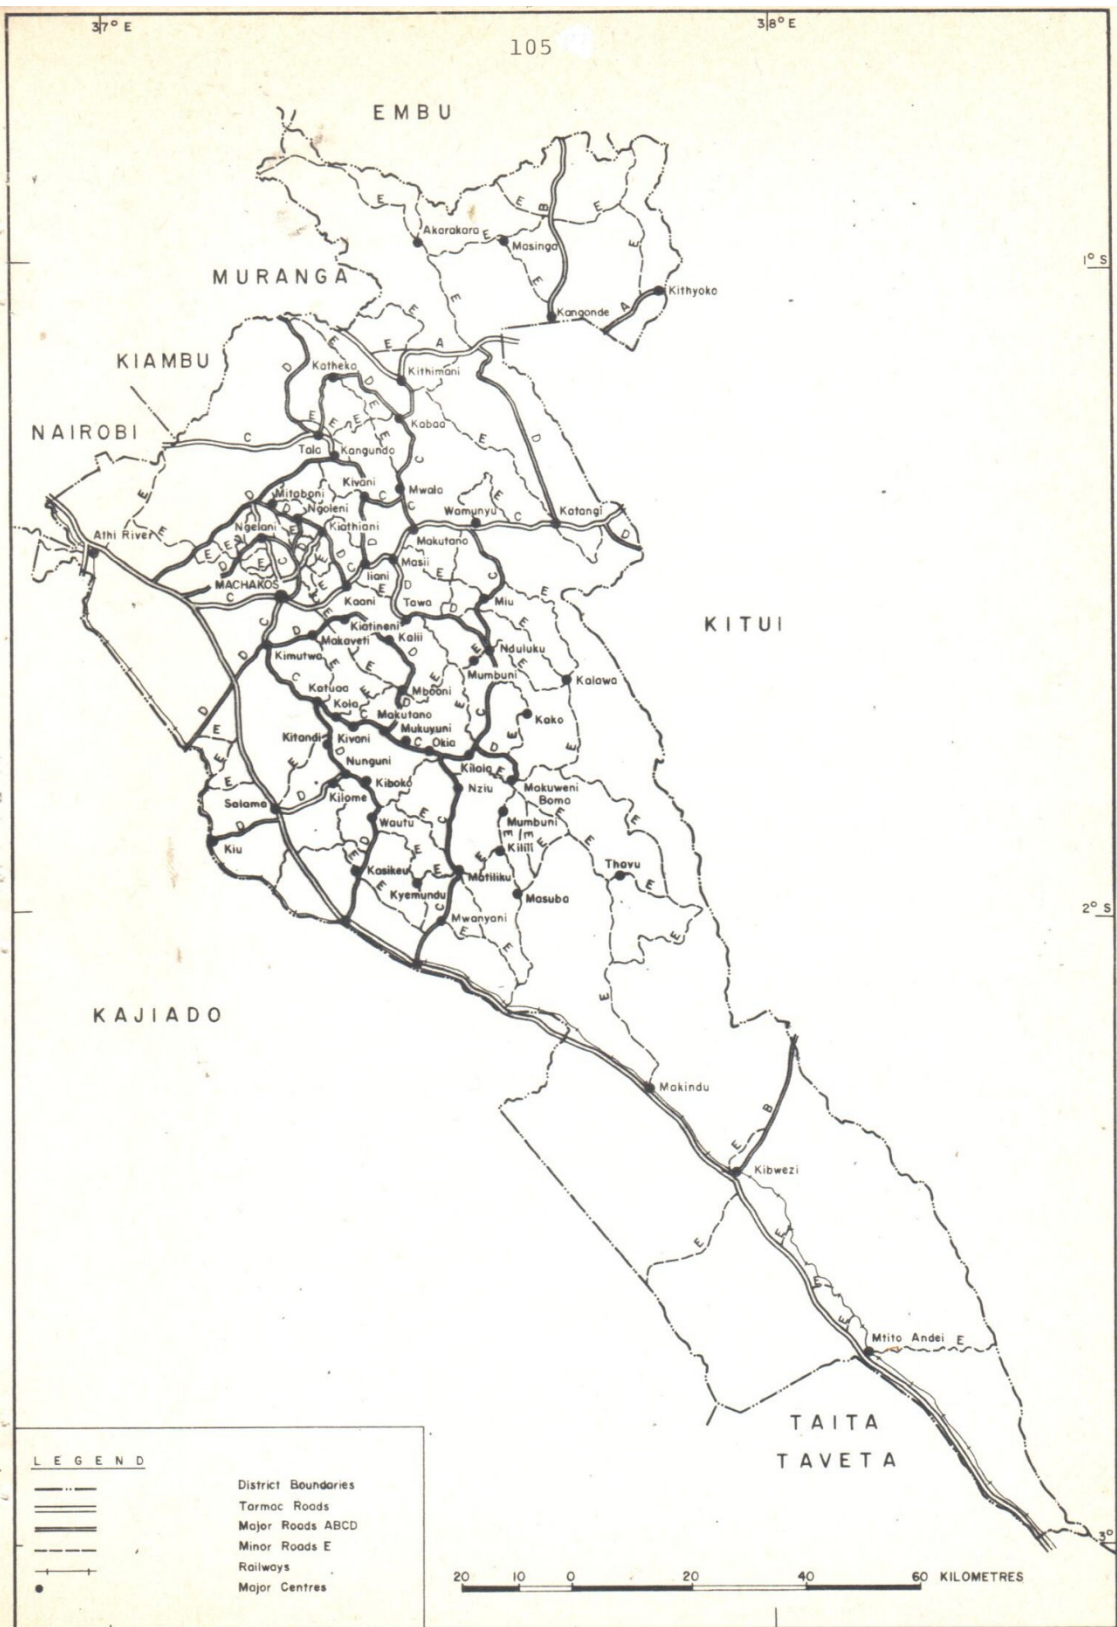 37° E
38° E
105
EMBU
E
E
B
E
E
Akarakara
E
Masinga
E
E
1° S
MURANGA
E
E
Kithyoko
A
Kangonde
E
E
A
KIAMBU
D
Katheka
D
Kithimani
NAIROBI
C
E
E
E
Kabaa
E
D
Tala
Kangundo
C
E
Kivani
Mwala
Mitaboni
D
D
Ngoleni
C
C
Wamunyu
E
C
Katangi
Athi River
E
Ngelani
Kiathiani
Makutano
D
E
E
D
C
D
D
C
Masii
Iiani
MACHAKOS
E
D
E
C
C
Kaani
Tawa
D
Miu
E
KITUI
C
Kiatineni
D
Makaveti
Kalii
E
Nduluku
D
Kimutwa
E
D
E
Mumbuni
E
Kalawa
C
Katuaa
Mbooni
D
E
C
Kola
Makutano
Kako
D
E
C
Mukuyuni
Kitandi
Kivani
C
Okia
D
E
E
E
D
Nunguni
Kilala
E
E
Kiboko
Nziu
Makuweni
Boma
Salama
D
Kilome
E
Mumbuni
D
Wautu
C
E
E
E
E
Kiu
D
E
Kilili
E
Thavu
E
Kasikeu
E
E
Matiliku
E
Kyemundu
Masuba
2° S
E
C
Mwanyani
E
E
E
E
KAJIADO
E
Makindu
B
E
Kibwezi
E
E
E
E
Mtito Andei
E
TAITA
TAVETA
LEGEND
District Boundaries
Tarmac Roads
Major Roads ABCD
Minor Roads E
Railways
Major Centres
3°
20 10 0 20 40 60 KILOMETRES